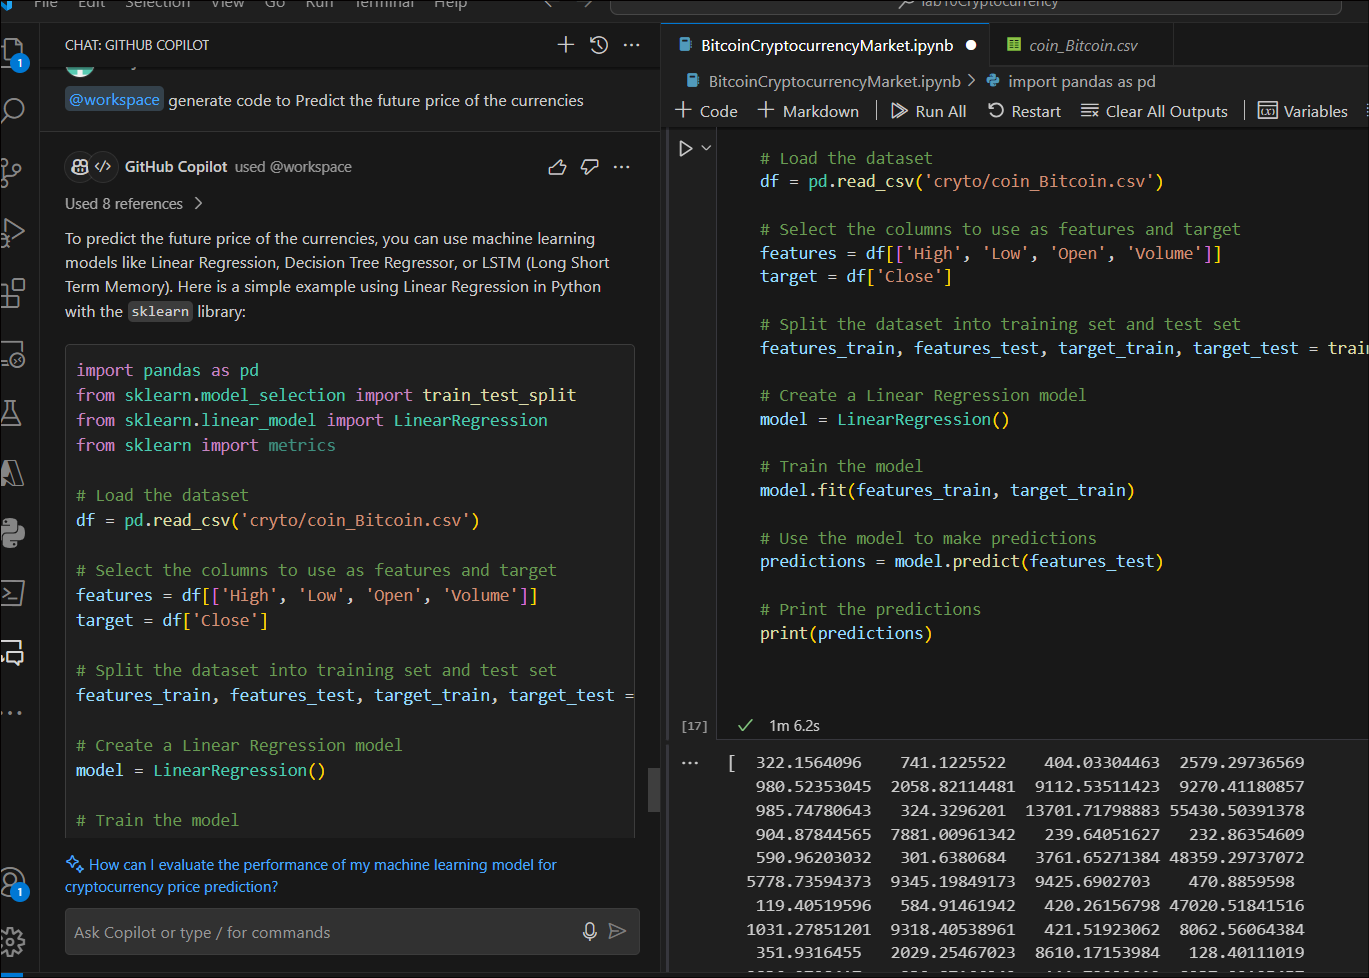 File Edit Selection View Go Run Terminal Help
lab10Cryptocurrency
1
CHAT: GITHUB COPILOT
@workspace generate code to Predict the future price of the currencies
GitHub Copilot used @workspace
Used 8 references
To predict the future price of the currencies, you can use machine learning
models like Linear Regression, Decision Tree Regressor, or LSTM (Long Short
Term Memory). Here is a simple example using Linear Regression in Python
with the sklearn library:
import pandas as pd
from sklearn.model_selection import train_test_split
from sklearn.linear_model import LinearRegression
from sklearn import metrics
# Load the dataset
df = pd.read_csv('cryto/coin_Bitcoin.csv')
# Select the columns to use as features and target
features = df[['High', 'Low', 'Open', 'Volume']]
target = df['Close']
# Split the dataset into training set and test set
features_train, features_test, target_train, target_test =
# Create a Linear Regression model
model = LinearRegression()
# Train the model
How can I evaluate the performance of my machine learning model for
cryptocurrency price prediction?
Ask Copilot or type / for commands
1
BitcoinCryptocurrencyMarket.ipynb
coin_Bitcoin.csv
BitcoinCryptocurrencyMarket.ipynb > import pandas as pd
+ Code + Markdown | Run All Restart Clear All Outputs | Variables
# Load the dataset
df = pd.read_csv('cryto/coin_Bitcoin.csv')
# Select the columns to use as features and target
features = df[['High', 'Low', 'Open', 'Volume']]
target = df['Close']
# Split the dataset into training set and test set
features_train, features_test, target_train, target_test = train
# Create a Linear Regression model
model = LinearRegression()
# Train the model
model.fit(features_train, target_train)
# Use the model to make predictions
predictions = model.predict(features_test)
# Print the predictions
print(predictions)
[17] 1m 6.2s
[ 322.1564096 741.1225522 404.03304463 2579.29736569
980.52353045 2058.82114481 9112.53511423 9270.41180857
985.74780643 324.3296201 13701.71798883 55430.50391378
904.87844565 7881.00961342 239.64051627 232.86354609
590.96203032 301.6380684 3761.65271384 48359.29737072
5778.73594373 9345.19849173 9425.6902703 470.8859598
119.40519596 584.91461942 420.26156798 47020.51841516
1031.27851201 9318.40538961 421.51923062 8062.56064384
351.9316455 2029.25467023 8610.17153984 128.40111019